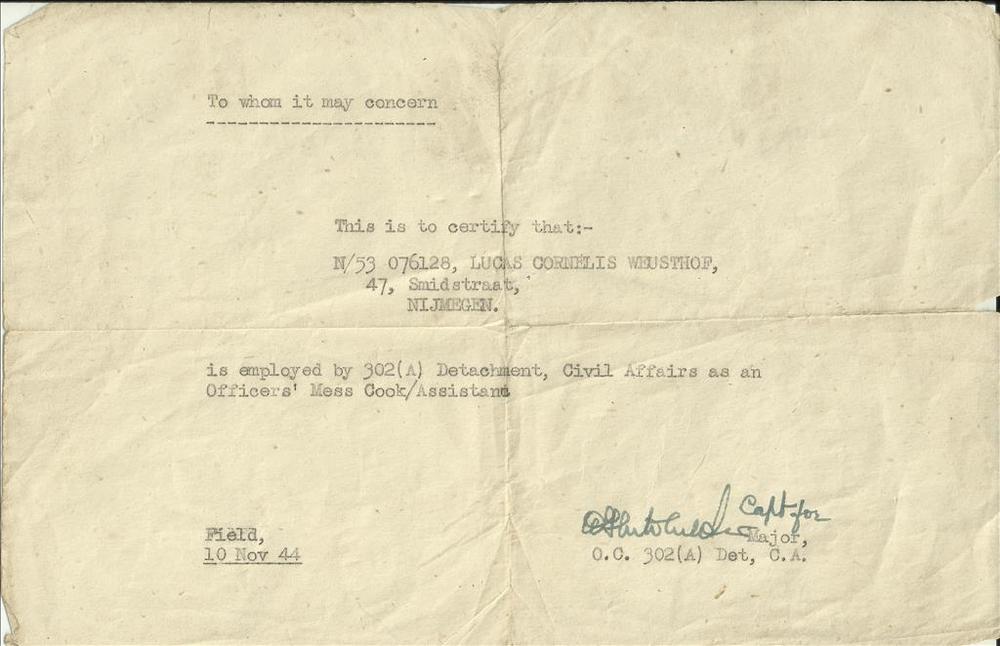 To whom it may concern
----------------------
This is to certify that:-
N/53 076128, LUCAS CORNELIS WEUSTHOF,
47, Smidstraat,
NIJMEGEN.
is employed by 302(A) Detachment, Civil Affairs as an
Officers' Mess Cook/Assistant
Capt for
Field,
Major,
10 Nov 44
O.C. 302(A) Det, C.A.